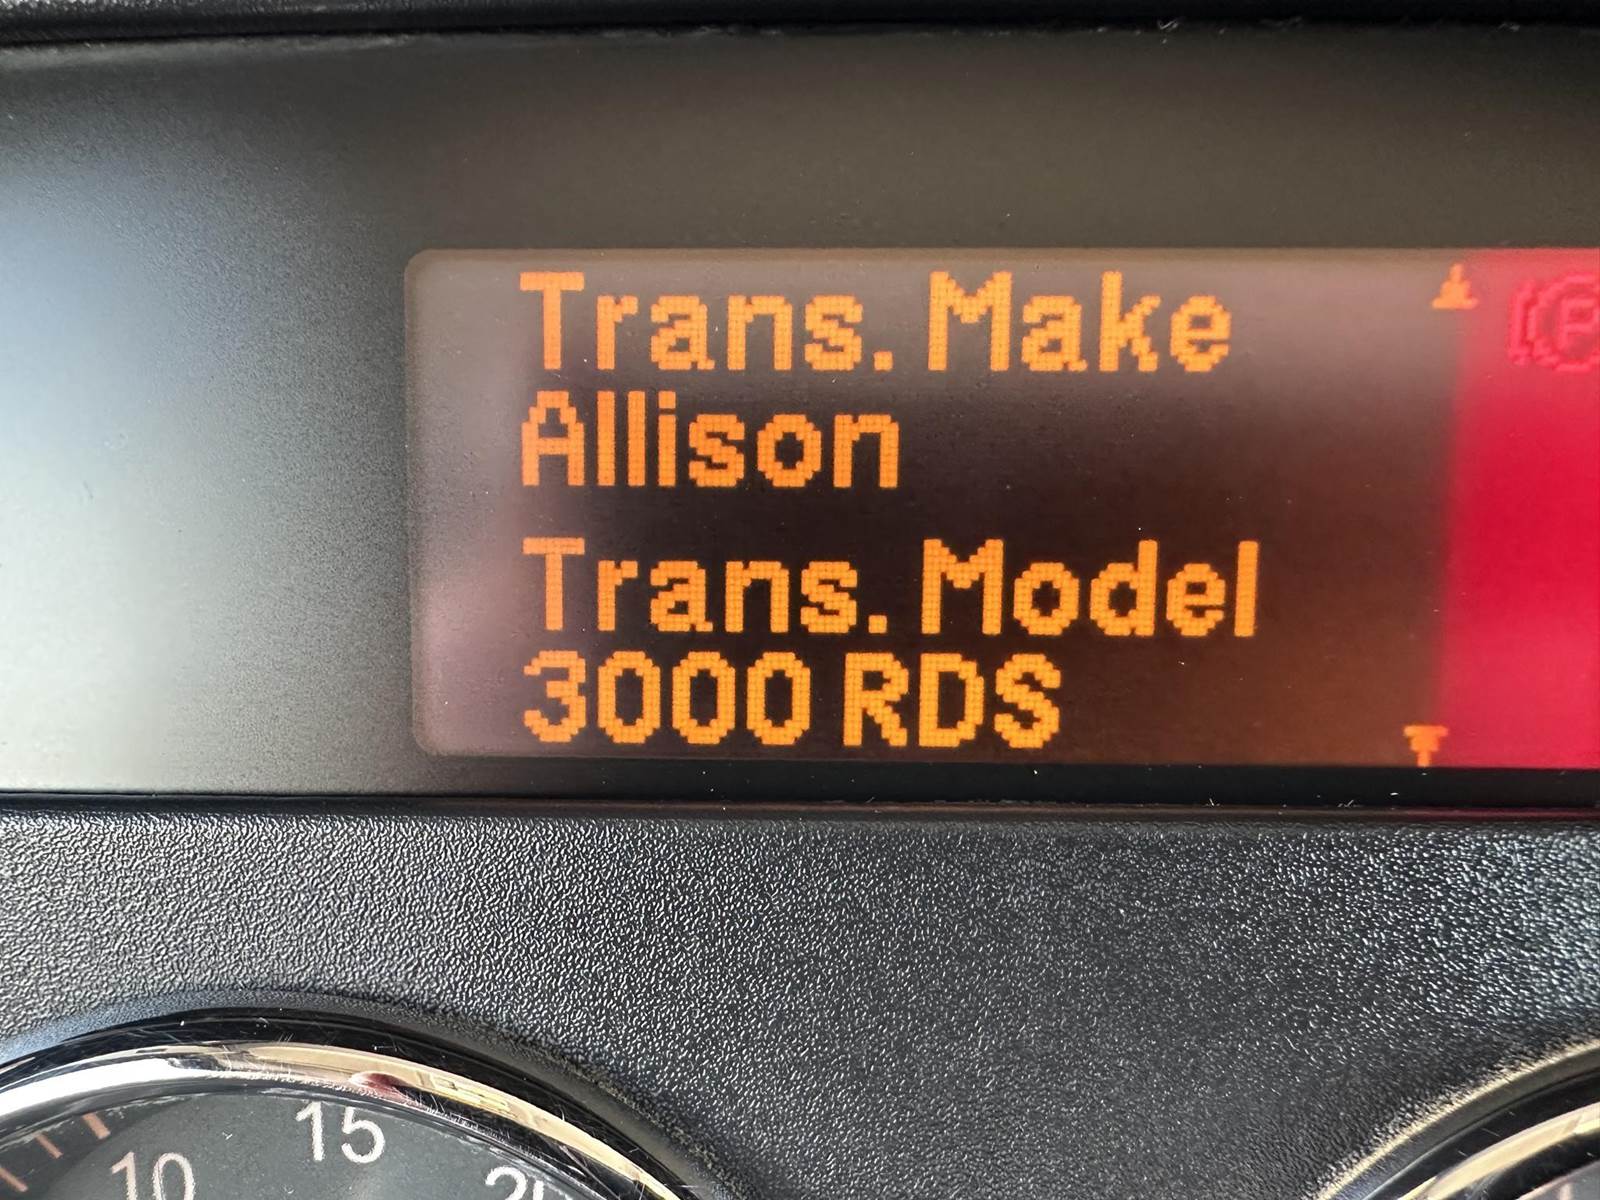 Trans. Make
Allison
Trans. Model
3000 RDS
P
10
15